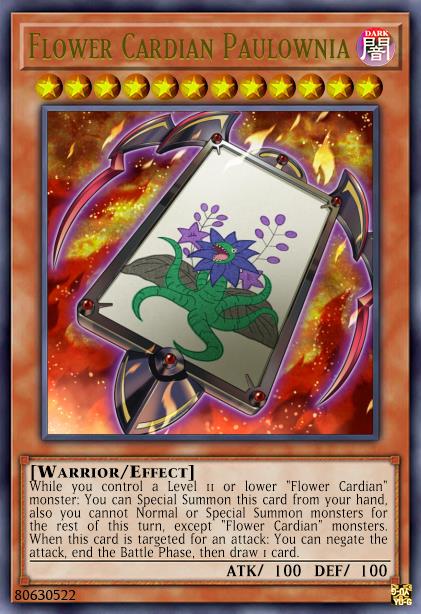 FLOWER CARDIAN PAULOWNIA
DARK
闇
[WARRIOR/EFFECT]
While you control a Level 11 or lower "Flower Cardian"
monster: You can Special Summon this card from your hand,
also you cannot Normal or Special Summon monsters for
the rest of this turn, except "Flower Cardian" monsters.
When this card is targeted for an attack: You can negate the
attack, end the Battle Phase, then draw 1 card.
ATK/ 100 DEF/ 100
80630522